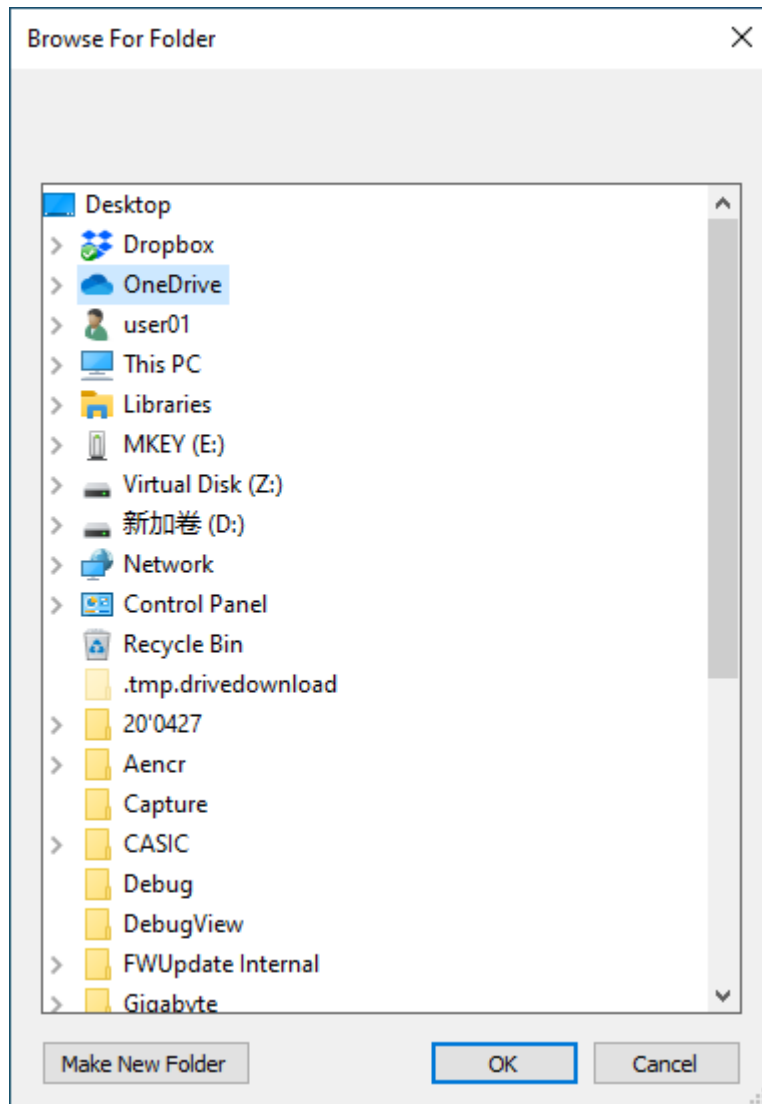 Browse For Folder
Desktop
Dropbox
OneDrive
user01
This PC
Libraries
MKEY (E:)
Virtual Disk (Z:)
新加卷 (D:)
Network
Control Panel
Recycle Bin
.tmp.drivedownload
20'0427
Aencr
Capture
CASIC
Debug
DebugView
FWUpdate Internal
Gigabyte
Make New Folder
OK
Cancel